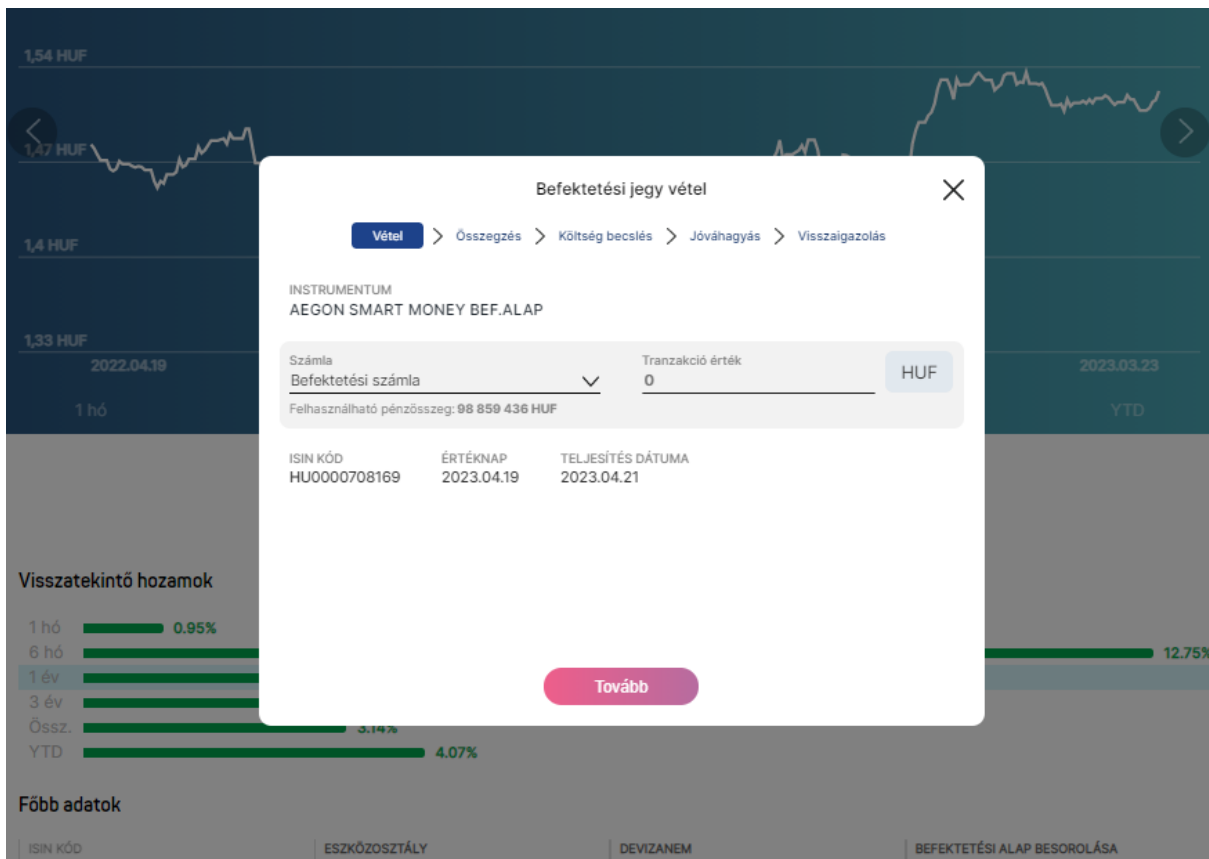 1,54 HUF
1,47 HUF
1,4 HUF
1,33 HUF
2022.04.19
2023.03.23
1 hó
YTD
Befektetési jegy vétel
Vétel
Összegzés
Költség becslés
Jóváhagyás
Visszaigazolás
INSTRUMENTUM
AEGON SMART MONEY BEF.ALAP
Számla
Befektetési számla
Tranzakció érték
0
HUF
Felhasználható pénzösszeg: 98 859 436 HUF
ISIN KÓD
HU0000708169
ÉRTÉKNAP
2023.04.19
TELJESÍTÉS DÁTUMA
2023.04.21
Tovább
Visszatekintő hozamok
1 hó 0.95%
6 hó 12.75%
1 év
3 év
Össz. 3.14%
YTD 4.07%
Főbb adatok
ISIN KÓD
ESZKÖZOSZTÁLY
DEVIZANEM
BEFEKTETÉSI ALAP BESOROLÁSA